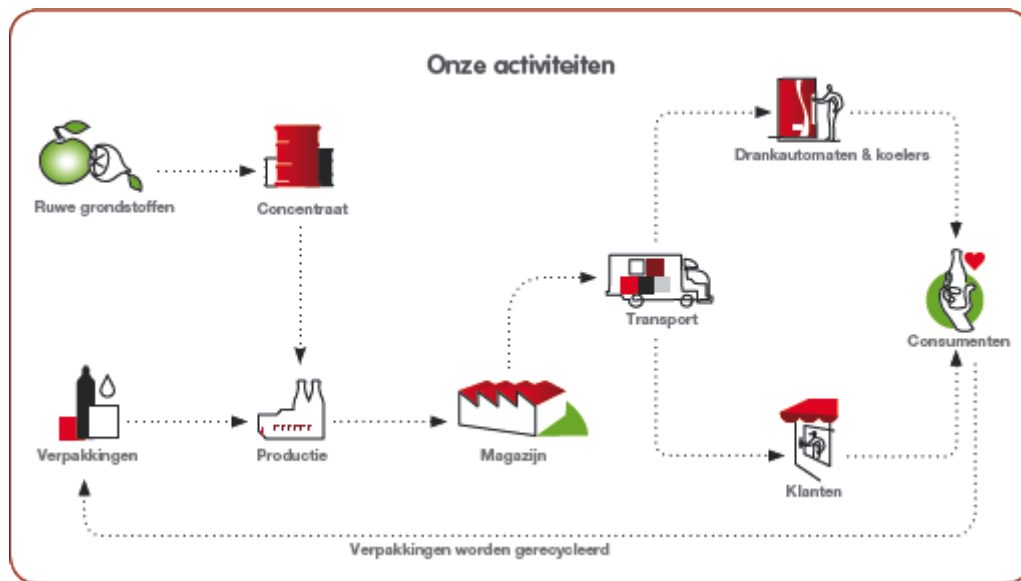 Onze activiteiten
Ruwe grondstoffen
Concentraat
Drankautomaten & koelers
Transport
Consumenten
Verpakkingen
Productie
Magazijn
Klanten
Verpakkingen worden gerecycleerd